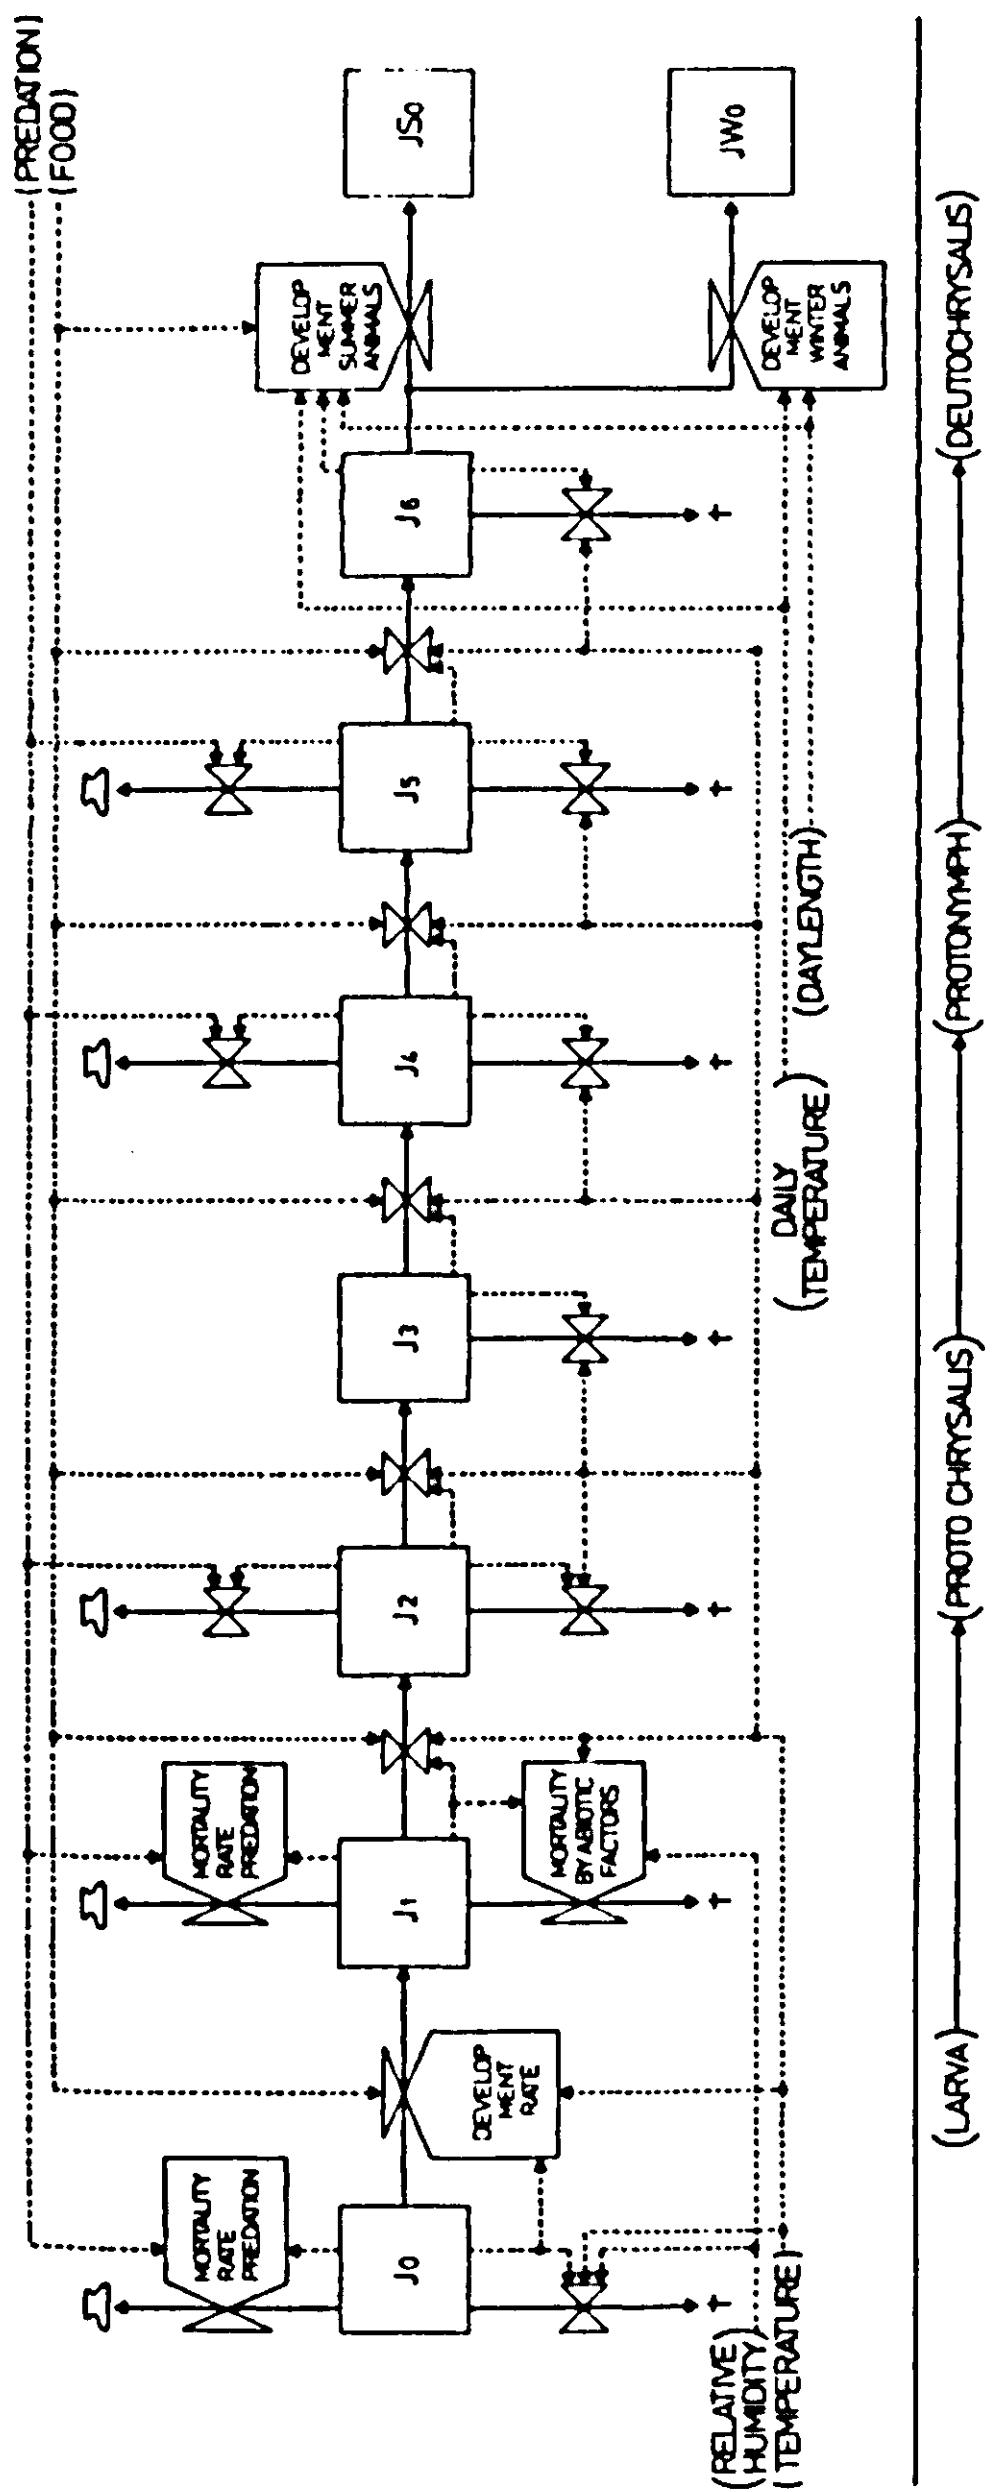 (PREDATION)
(FOOD)
MORTALITY
RATE
PREDATION
MORTALITY
RATE
PREDATION
DEVELOP
MENT
SUMMER
ANIMALS
J0
J1
J2
J3
J4
J5
J6
JS0
JW0
DEVELOP
MENT
RATE
MORTALITY
BY ABIOTIC
FACTORS
DEVELOP
MENT
WINTER
ANIMALS
(RELATIVE
HUMIDITY)
(TEMPERATURE)
(DAILY
TEMPERATURE)
(DAYLENGTH)
(LARVA)
(PROTO CHRYSALIS)
(PROTONYMPH)
(DEUTOCHRYSALIS)